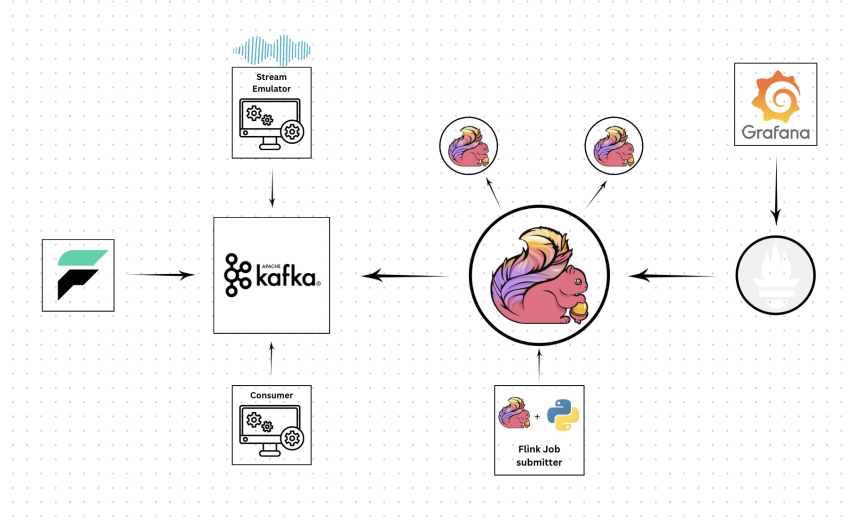 Stream
Emulator
Grafana
APACHE
kafka®
Consumer
+
Flink Job
submitter